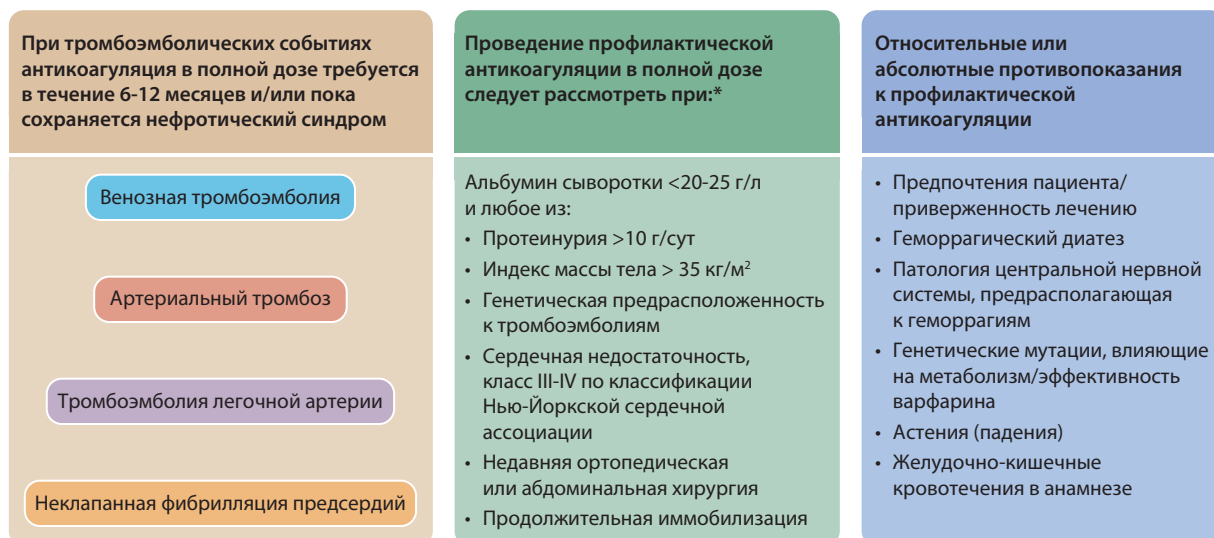 При тромбоэмболических событиях
антикоагуляция в полной дозе требуется
в течение 6-12 месяцев и/или пока
сохраняется нефротический синдром
Венозная тромбоэмболия
Артериальный тромбоз
Тромбоэмболия легочной артерии
Неклапанная фибрилляция предсердий
Проведение профилактической
антикоагуляции в полной дозе
следует рассмотреть при:*
Альбумин сыворотки <20-25 г/л
и любое из:
• Протеинурия >10 г/сут
• Индекс массы тела > 35 кг/м²
• Генетическая предрасположенность
к тромбоэмболиям
• Сердечная недостаточность,
класс III-IV по классификации
Нью-Йоркской сердечной
ассоциации
• Недавняя ортопедическая
или абдоминальная хирургия
• Продолжительная иммобилизация
Относительные или
абсолютные противопоказания
к профилактической
антикоагуляции
• Предпочтения пациента/
приверженность лечению
• Геморрагический диатез
• Патология центральной нервной
системы, предрасполагающая
к геморрагиям
• Генетические мутации, влияющие
на метаболизм/эффективность
варфарина
• Астения (падения)
• Желудочно-кишечные
кровотечения в анамнезе